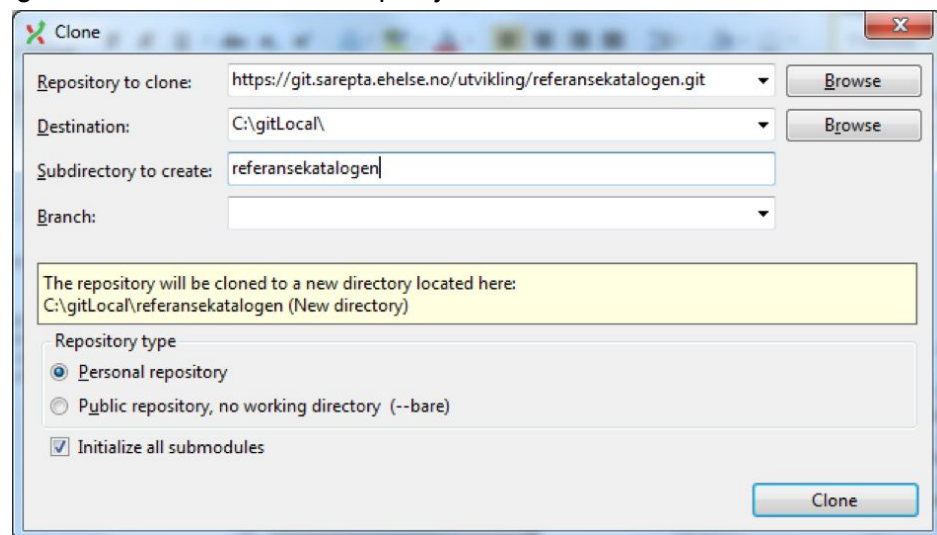 Clone
Repository to clone: https://git.sarepta.ehelse.no/utvikling/referansekatalogen.git Browse
Destination: C:\gitLocal\ Browse
Subdirectory to create: referansekatalogen
Branch:
The repository will be cloned to a new directory located here:
C:\gitLocal\referansekatalogen (New directory)
Repository type
Personal repository
Public repository, no working directory (--bare)
Initialize all submodules
Clone